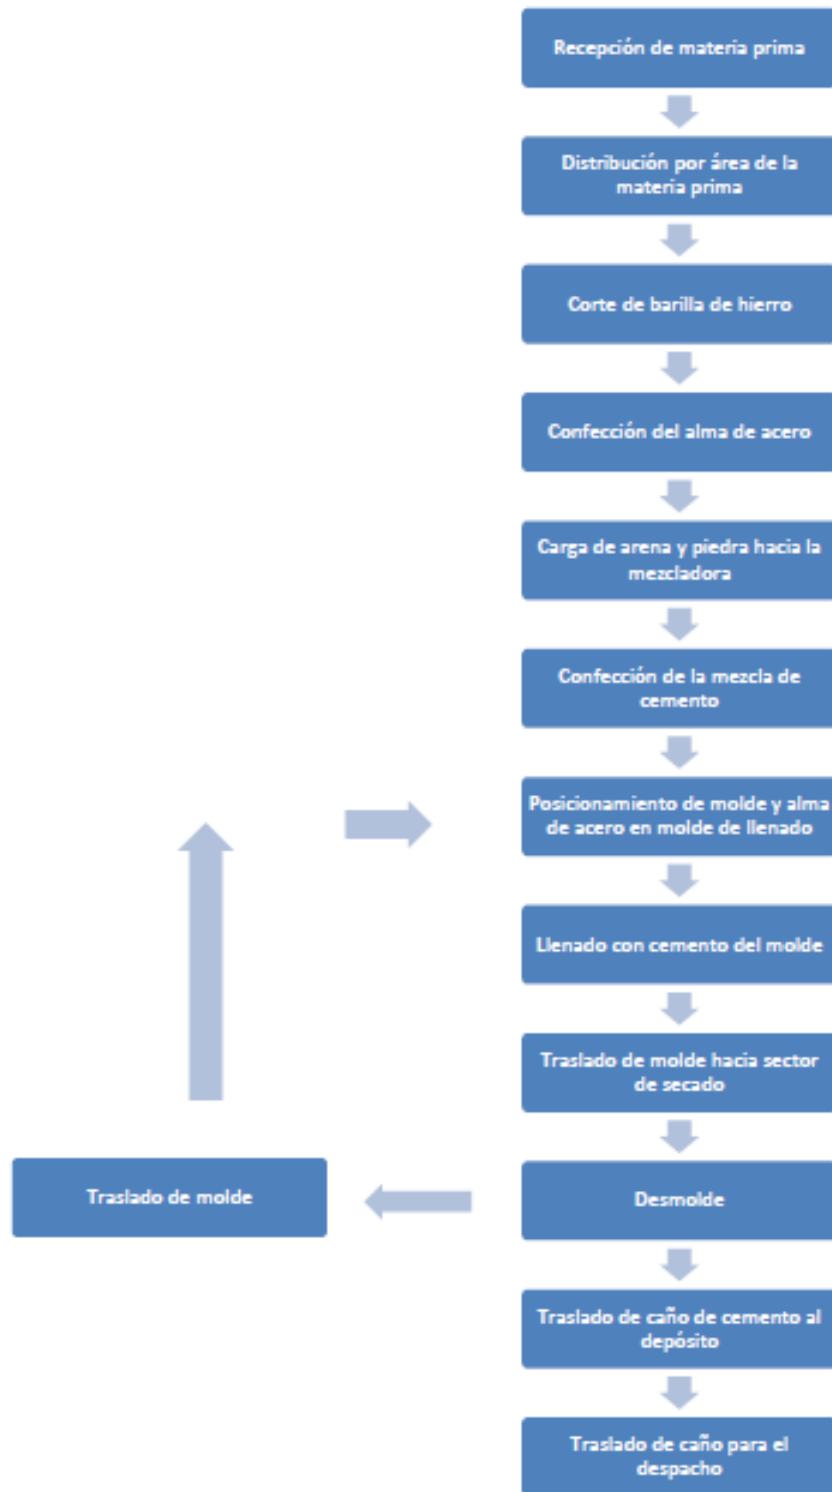 Recepción de materia prima
Distribución por área de la
materia prima
Corte de barilla de hierro
Confección del alma de acero
Carga de arena y piedra hacia la
mezcladora
Confección de la mezcla de
cemento
Posicionamiento de molde y alma
de acero en molde de llenado
Llenado con cemento del molde
Traslado de molde hacia sector
de secado
Desmolde
Traslado de molde
Traslado de caño de cemento al
depósito
Traslado de caño para el
despacho